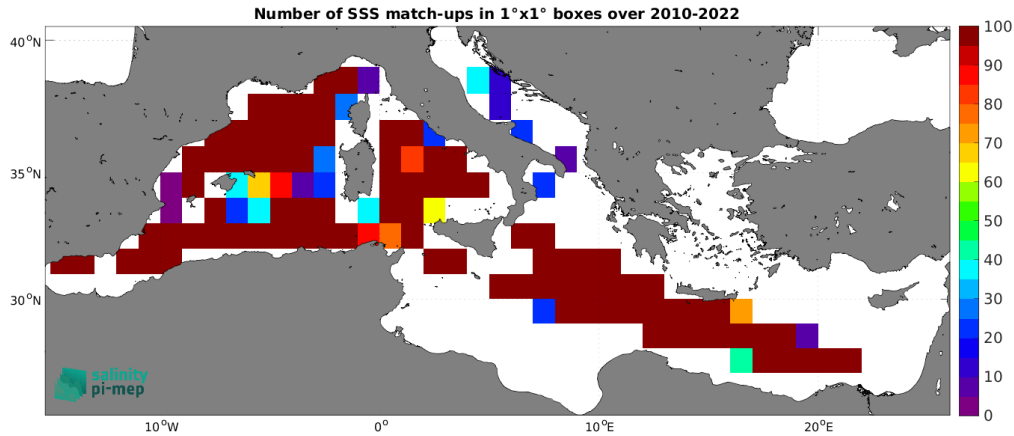 Number of SSS match-ups in 1°x1° boxes over 2010-2022
40°N
35°N
30°N
10°W
0°
10°E
20°E
100
90
80
70
60
50
40
30
20
10
0
salinity
pi-mep